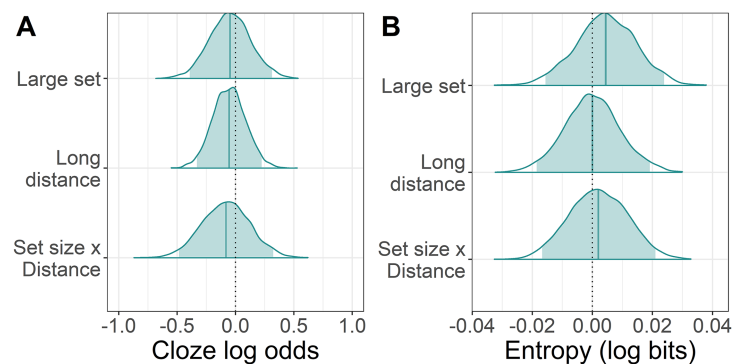 A
Large set
Long
distance
Set size x
Distance
-1.0 -0.5 0.0 0.5 1.0
Cloze log odds
B
Large set
Long
distance
Set size x
Distance
-0.04 -0.02 0.00 0.02 0.04
Entropy (log bits)